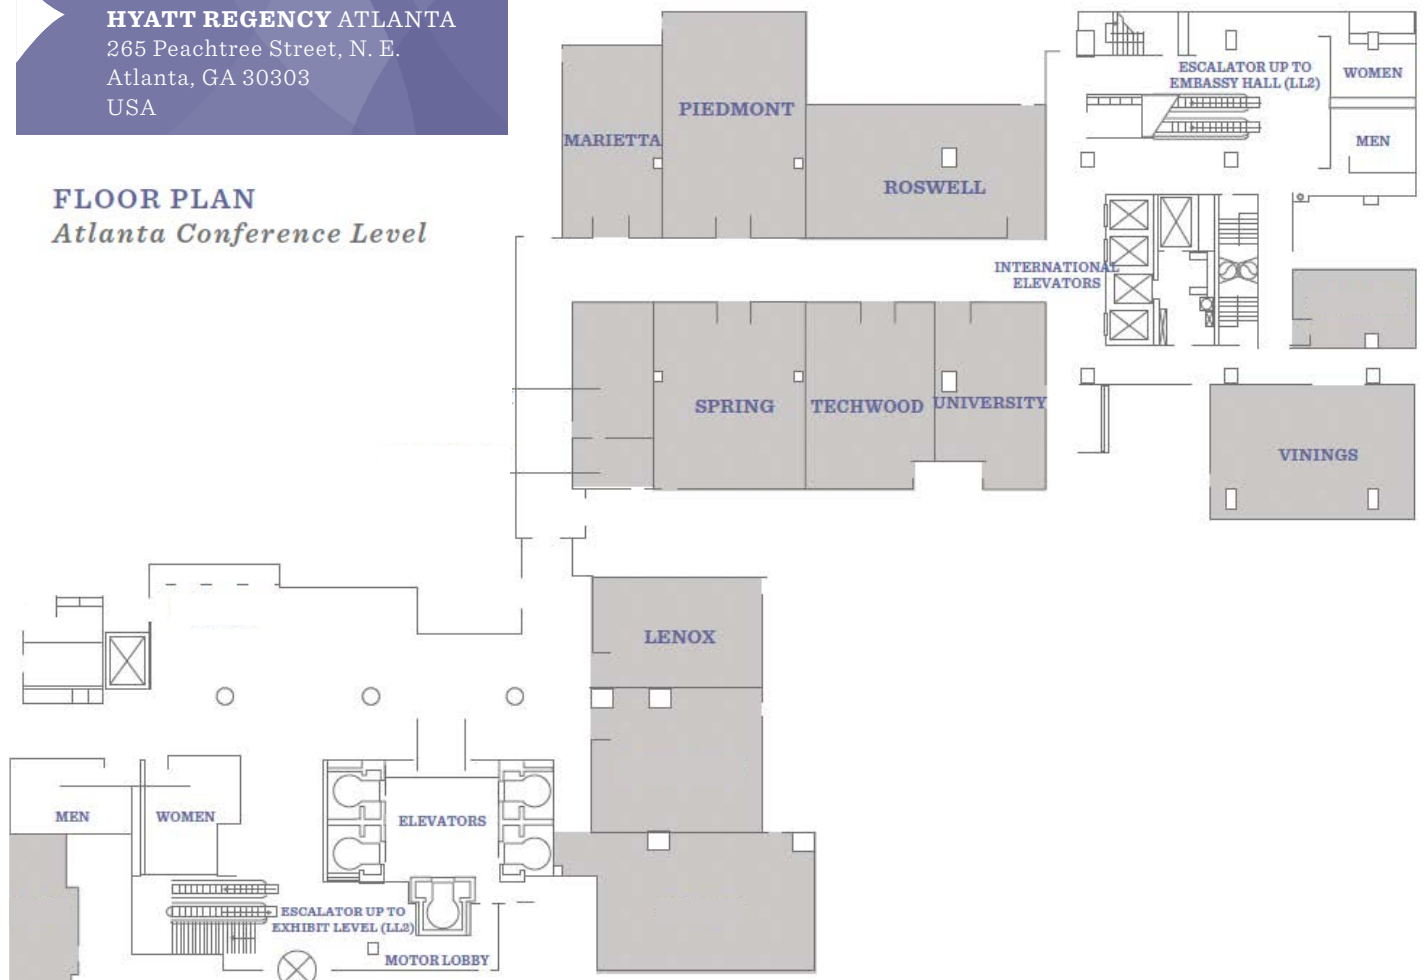 HYATT REGENCY ATLANTA
265 Peachtree Street, N. E.
Atlanta, GA 30303
USA
FLOOR PLAN
Atlanta Conference Level
MARIETTA
PIEDMONT
ROSWELL
ESCALATOR UP TO
EMBASSY HALL (LL2)
WOMEN
MEN
INTERNATIONAL
ELEVATORS
SPRING
TECHWOOD
UNIVERSITY
VININGS
LENOX
MEN
WOMEN
ELEVATORS
ESCALATOR UP TO
EXHIBIT LEVEL (LL2)
MOTOR LOBBY